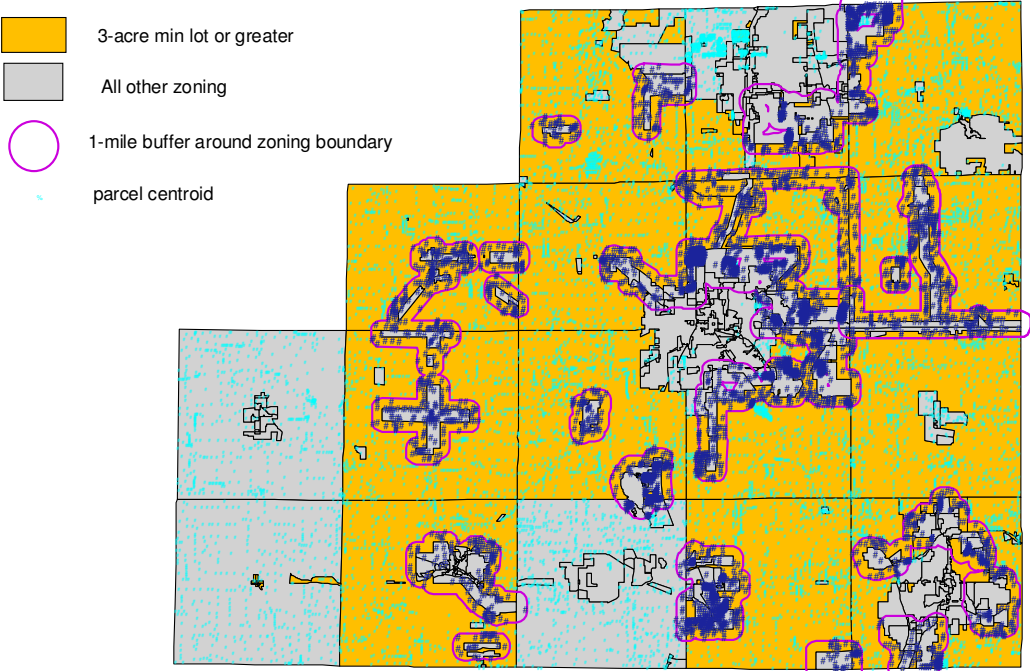 3-acre min lot or greater
All other zoning
1-mile buffer around zoning boundary
parcel centroid